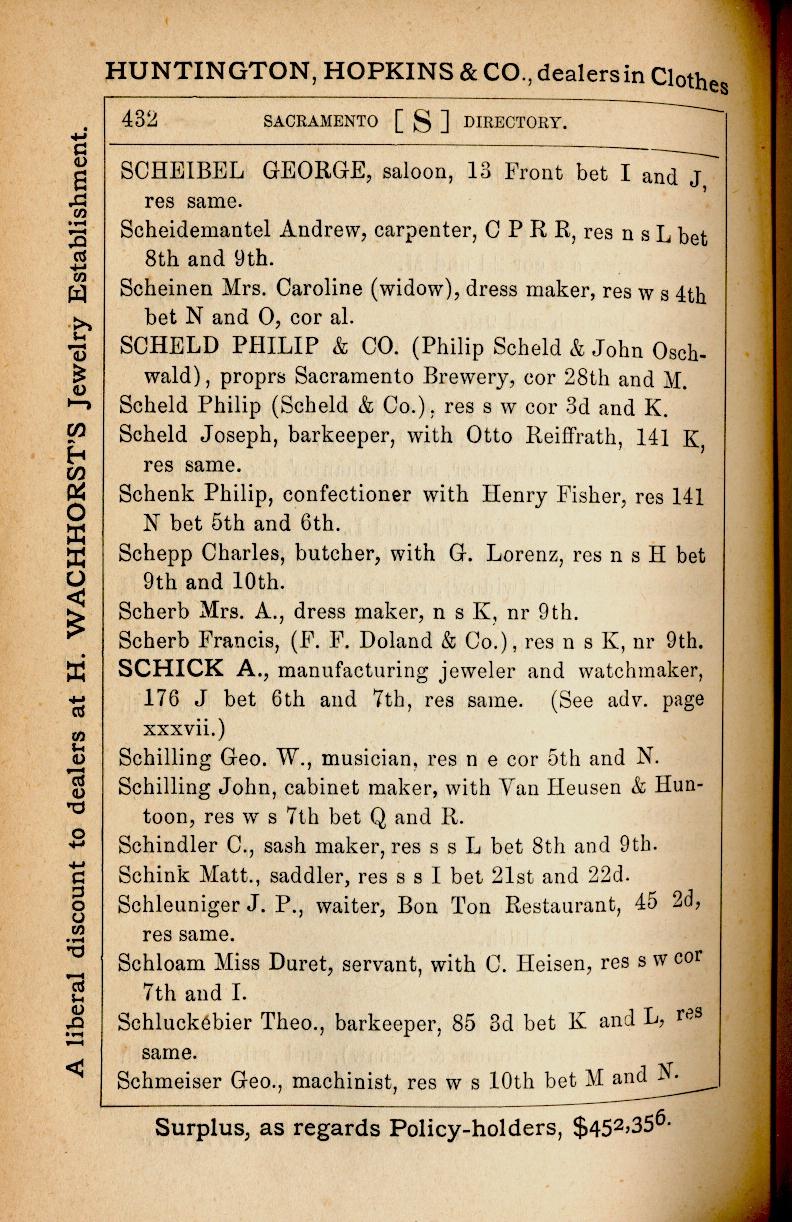 HUNTINGTON, HOPKINS & CO., dealers in Clothes
432 SACRAMENTO [ S ] DIRECTORY.
SCHEIBEL GEORGE, saloon, 13 Front bet I and J,
res same.
Scheidemantel Andrew, carpenter, C P R R, res n s L bet
8th and 9th.
Scheinen Mrs. Caroline (widow), dress maker, res w s 4th
bet N and O, cor al.
SCHELD PHILIP & CO. (Philip Scheld & John Osch-
wald), proprs Sacramento Brewery, cor 28th and M.
Scheld Philip (Scheld & Co.), res s w cor 3d and K.
Scheld Joseph, barkeeper, with Otto Reiffrath, 141 K,
res same.
Schenk Philip, confectioner with Henry Fisher, res 141
N bet 5th and 6th.
Schepp Charles, butcher, with G. Lorenz, res n s H bet
9th and 10th.
Scherb Mrs. A., dress maker, n s K, nr 9th.
Scherb Francis, (F. F. Doland & Co.), res n s K, nr 9th.
SCHICK A., manufacturing jeweler and watchmaker,
176 J bet 6th and 7th, res same. (See adv. page
xxxvii.)
Schilling Geo. W., musician, res n e cor 5th and N.
Schilling John, cabinet maker, with Van Heusen & Hun-
toon, res w s 7th bet Q and R.
Schindler C., sash maker, res s s L bet 8th and 9th.
Schink Matt., saddler, res s s I bet 21st and 22d.
Schleuniger J. P., waiter, Bon Ton Restaurant, 45 2d,
res same.
Schloam Miss Duret, servant, with C. Heisen, res s w cor
7th and I.
Schluckébier Theo., barkeeper, 85 3d bet K and L, res
same.
Schmeiser Geo., machinist, res w s 10th bet M and N.
Surplus, as regards Policy-holders, $452,356.
A liberal discount to dealers at H. WACHHORST'S Jewelry Establishment.